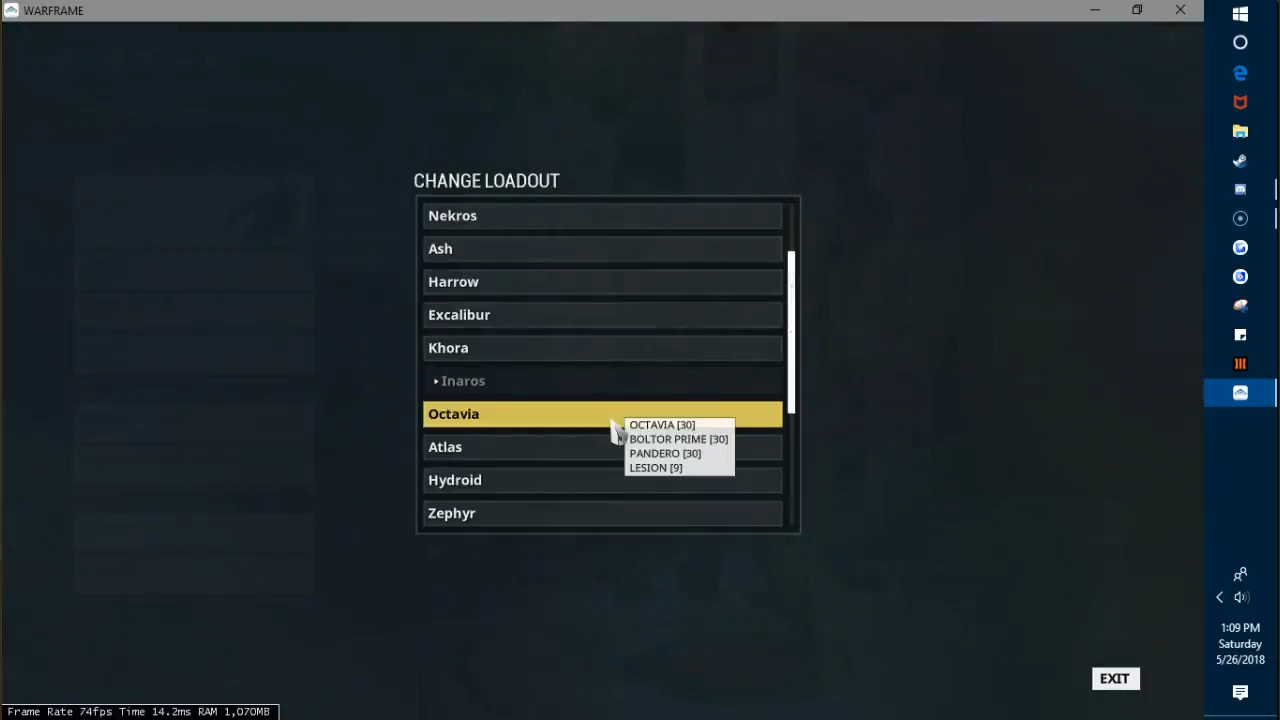 WARFRAME
CHANGE LOADOUT
Nekros
Ash
Harrow
Excalibur
Khora
Inaros
Octavia
OCTAVIA [30]
BOLTOR PRIME [30]
PANDERO [30]
LESION [9]
Atlas
Hydroid
Zephyr
EXIT
1:09 PM
Saturday
5/26/2018
Frame Rate 74fps Time 14.2ms RAM 1,070MB